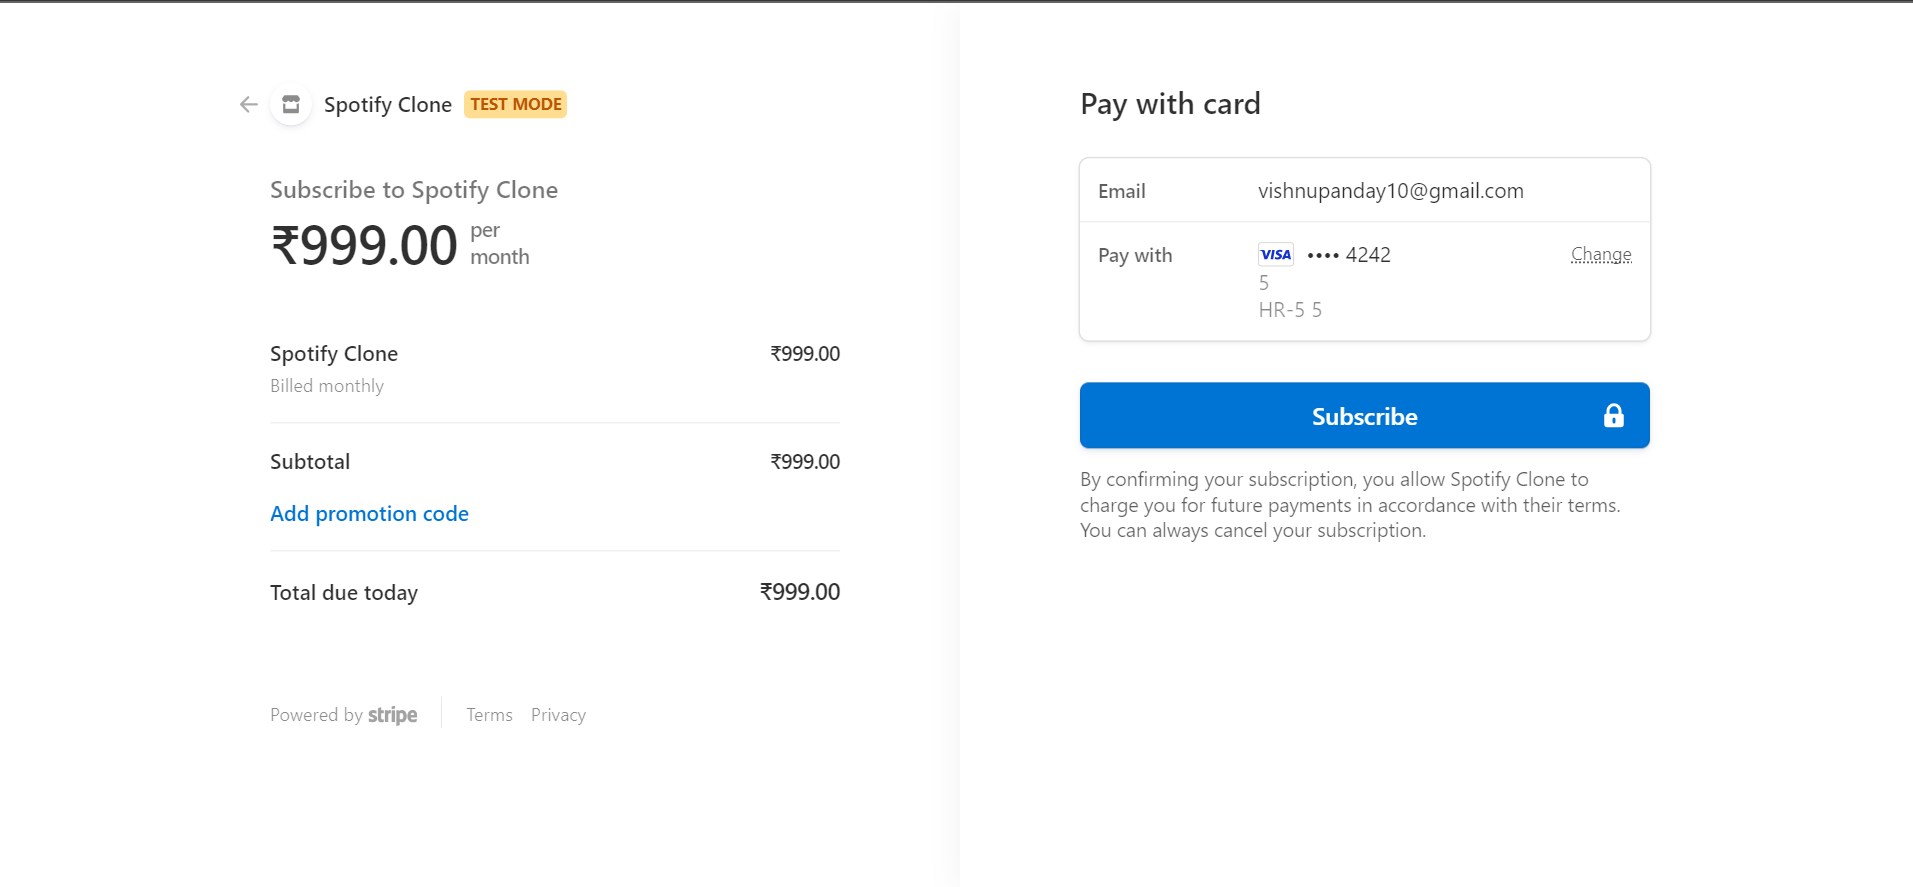 Spotify Clone TEST MODE
Subscribe to Spotify Clone
₹999.00 per
month
Spotify Clone ₹999.00
Billed monthly
Subtotal ₹999.00
Add promotion code
Total due today ₹999.00
Powered by stripe Terms Privacy
Pay with card
Email vishnupanday10@gmail.com
Pay with VISA •••• 4242 Change
5
HR-5 5
Subscribe
By confirming your subscription, you allow Spotify Clone to
charge you for future payments in accordance with their terms.
You can always cancel your subscription.